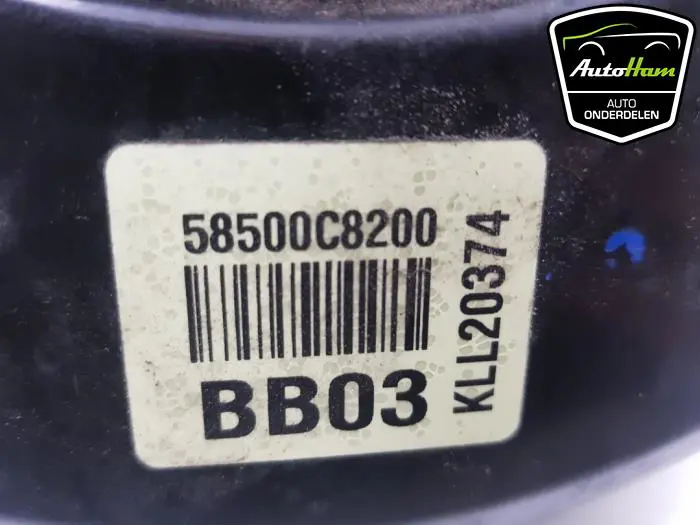 AutoHam
AUTO
ONDERDELEN
58500C8200
KLL20374
BB03